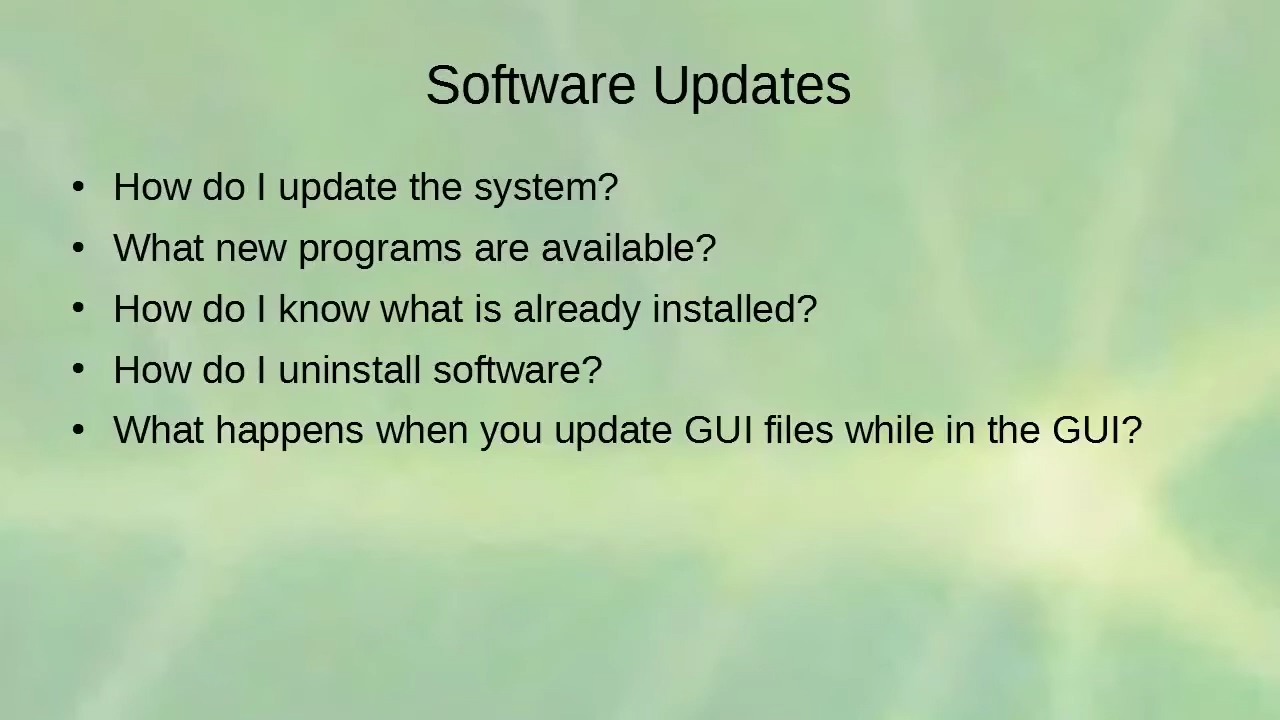 Software Updates
• How do I update the system?
• What new programs are available?
• How do I know what is already installed?
• How do I uninstall software?
• What happens when you update GUI files while in the GUI?